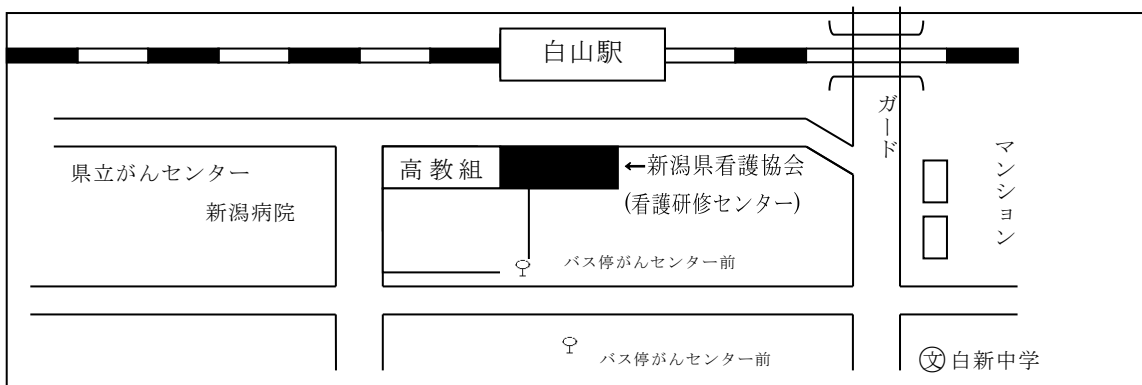 白山駅
ガード
マンション
県立がんセンター
新潟病院
高教組
←新潟県看護協会
(看護研修センター)
バス停がんセンター前
バス停がんセンター前
文 白新中学